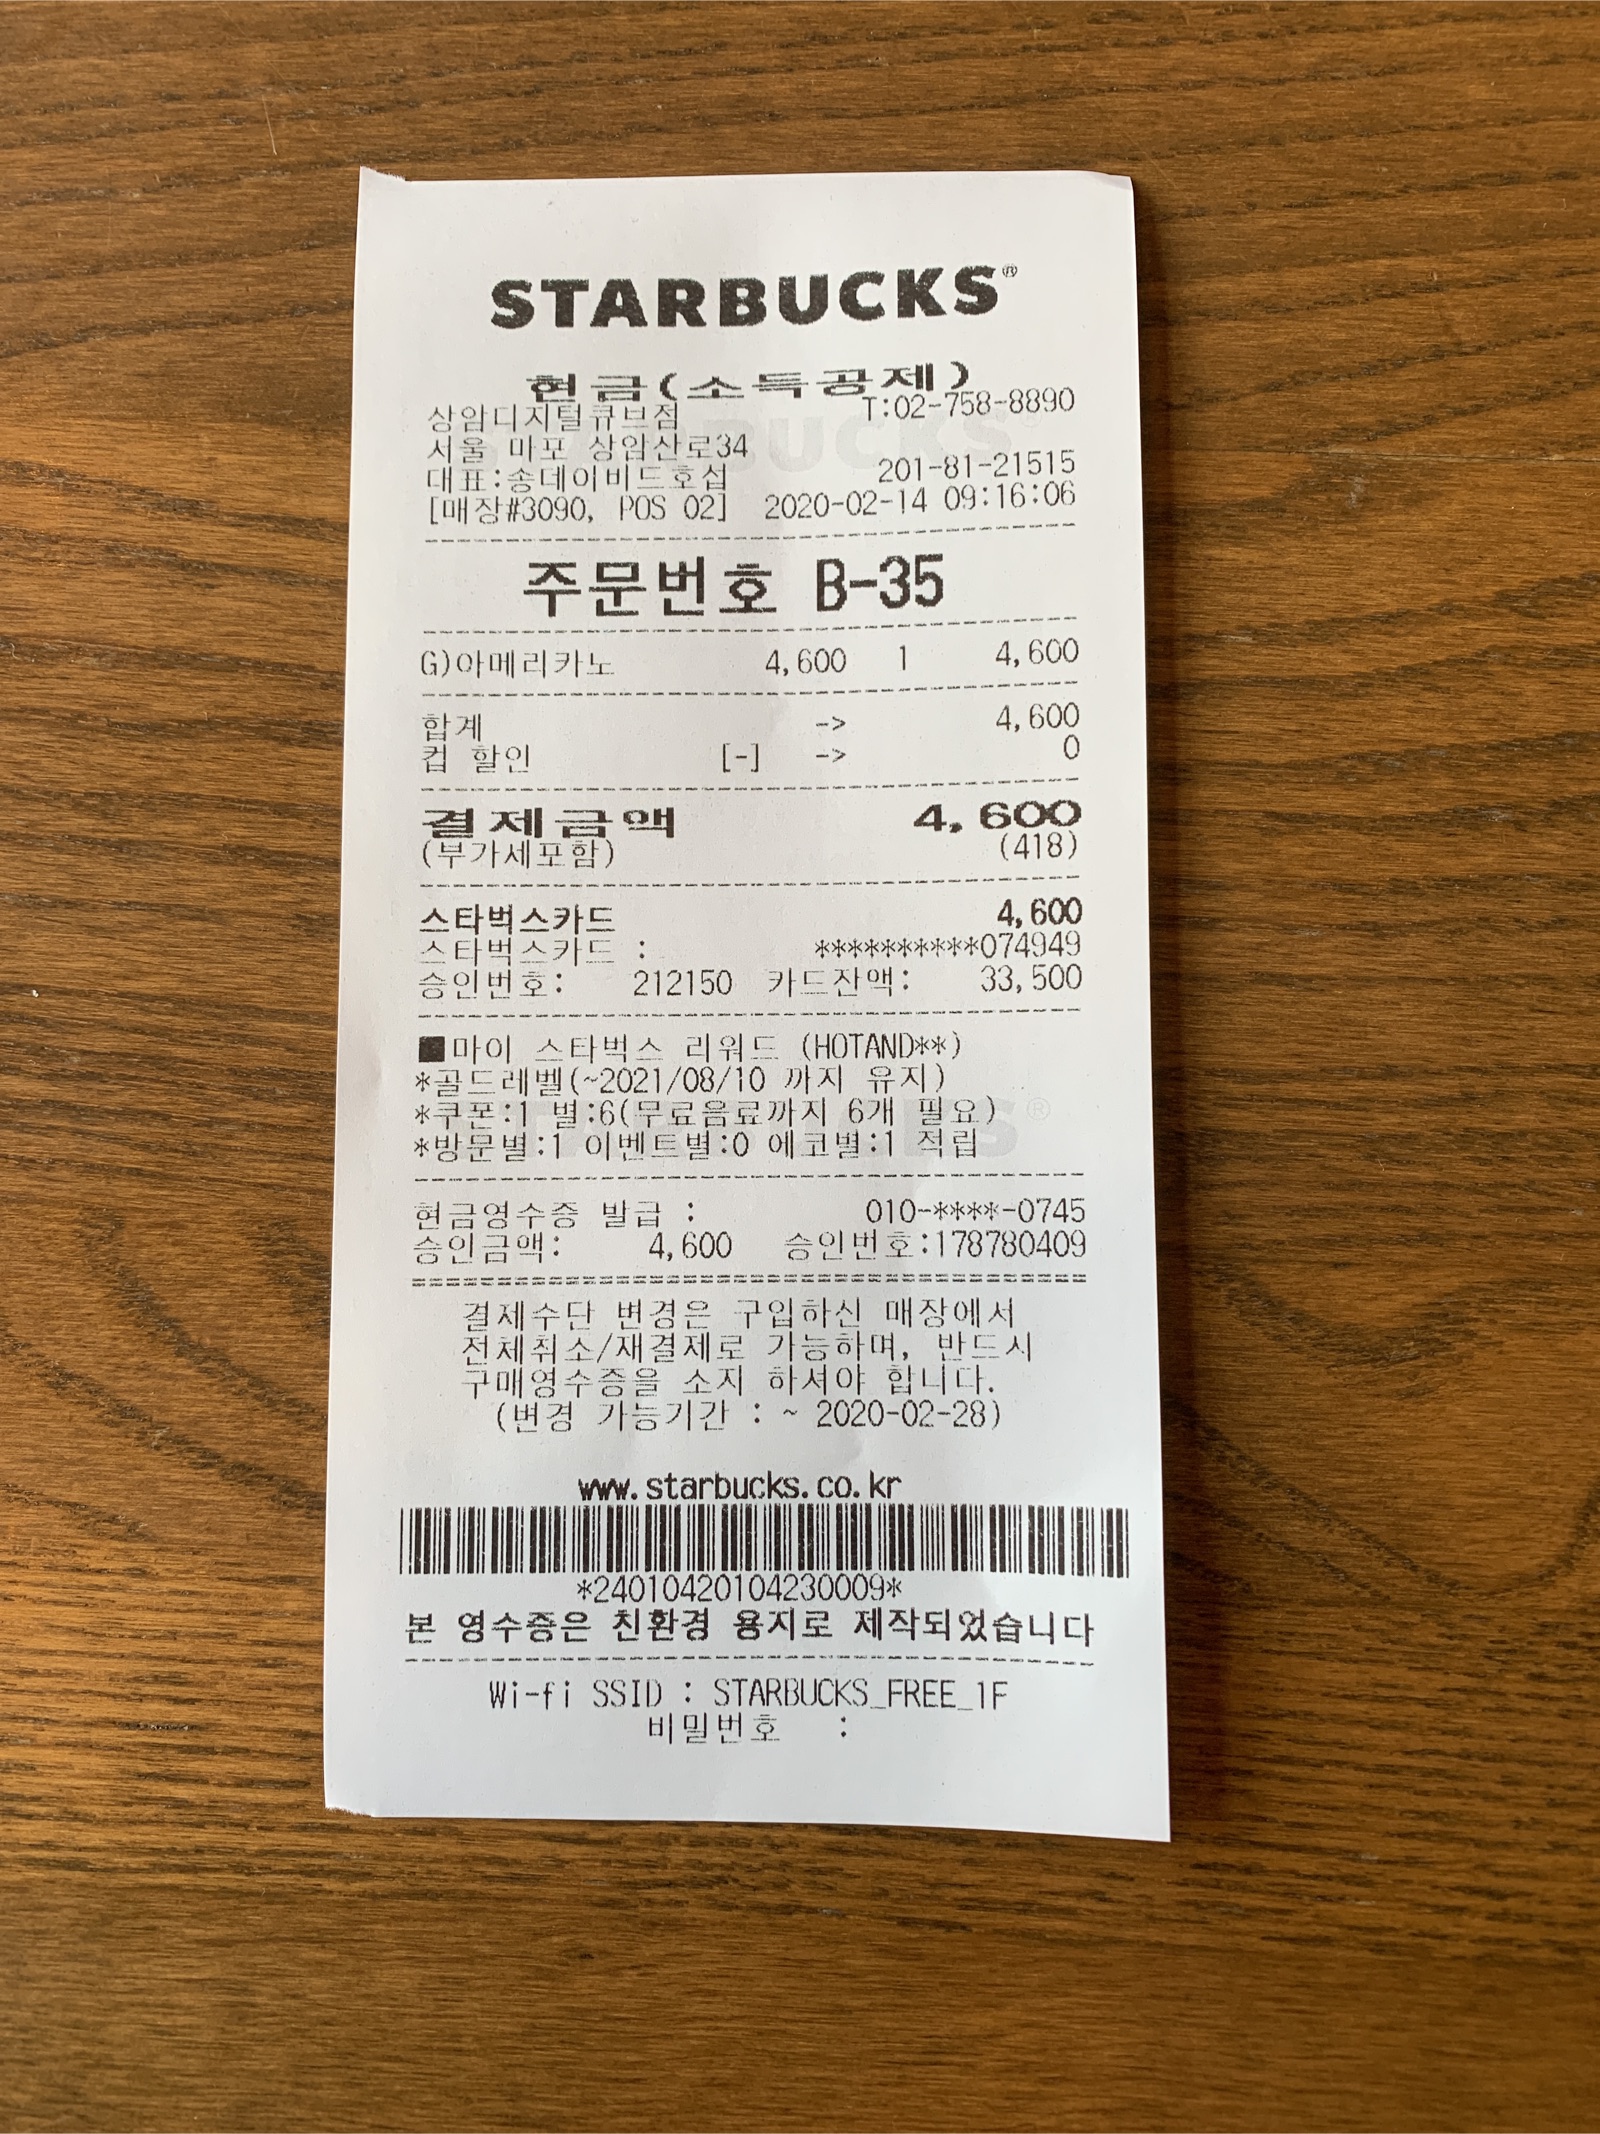 STARBUCKS®
현금(소득공제)
상암디지털큐브점 T:02-758-8890
서울 마포 상암산로34
대표:송데이비드호섭 201-81-21515
[매장#3090, POS 02] 2020-02-14 09:16:06
주문번호 B-35
G)아메리카노 4,600 1 4,600
합계 -> 4,600
컵 할인 [-] -> 0
결제금액 4,600
(부가세포함) (418)
스타벅스카드 4,600
스타벅스카드 : **********074949
승인번호: 212150 카드잔액: 33,500
■마이 스타벅스 리워드 (HOTAND**)
*골드레벨(~2021/08/10 까지 유지)
*쿠폰:1 별:6(무료음료까지 6개 필요)
*방문별:1 이벤트별:0 에코별:1 적립
현금영수증 발급 : 010-****-0745
승인금액: 4,600 승인번호:178780409
결제수단 변경은 구입하신 매장에서
전체취소/재결제로 가능하며, 반드시
구매영수증을 소지 하셔야 합니다.
(변경 가능기간 : ~ 2020-02-28)
www.starbucks.co.kr
*24010420104230009*
본 영수증은 친환경 용지로 제작되었습니다
Wi-fi SSID : STARBUCKS_FREE_1F
비밀번호 :